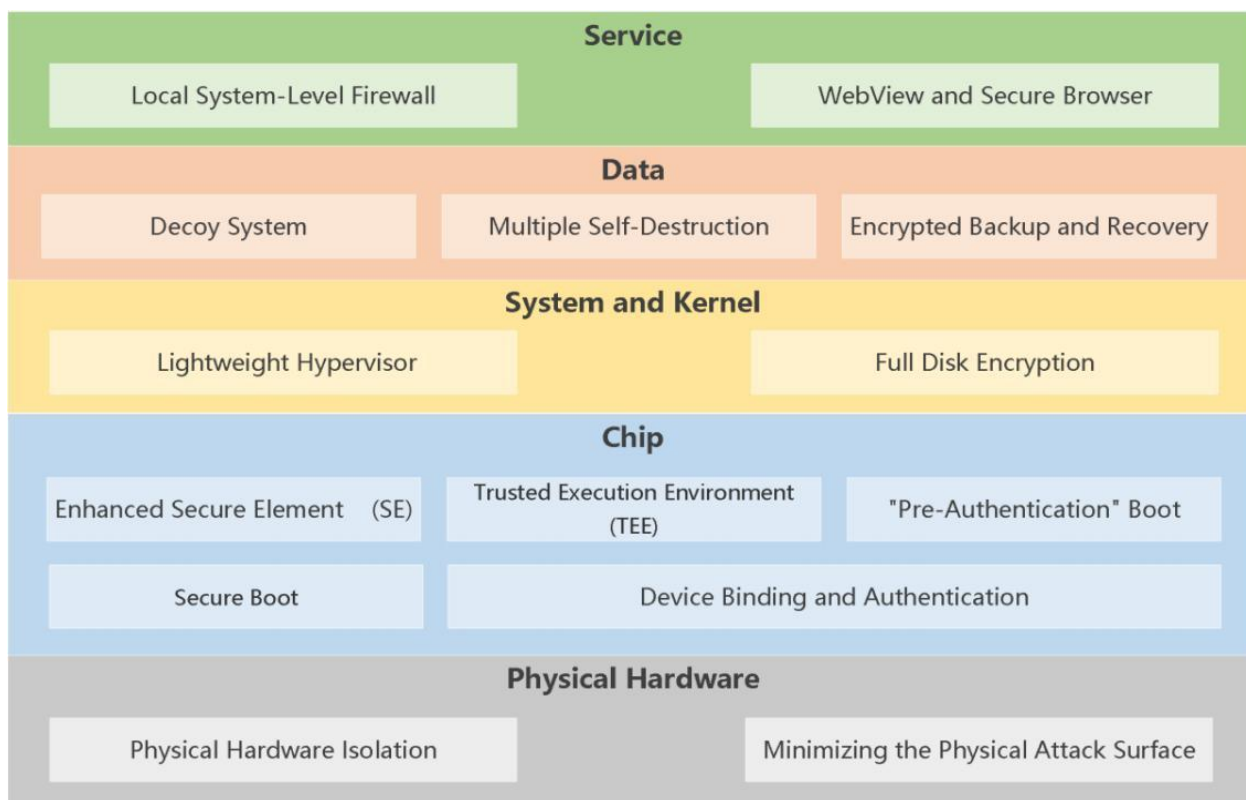 Service
Local System-Level Firewall
WebView and Secure Browser
Data
Decoy System
Multiple Self-Destruction
Encrypted Backup and Recovery
System and Kernel
Lightweight Hypervisor
Full Disk Encryption
Chip
Enhanced Secure Element (SE)
Trusted Execution Environment
(TEE)
"Pre-Authentication" Boot
Secure Boot
Device Binding and Authentication
Physical Hardware
Physical Hardware Isolation
Minimizing the Physical Attack Surface